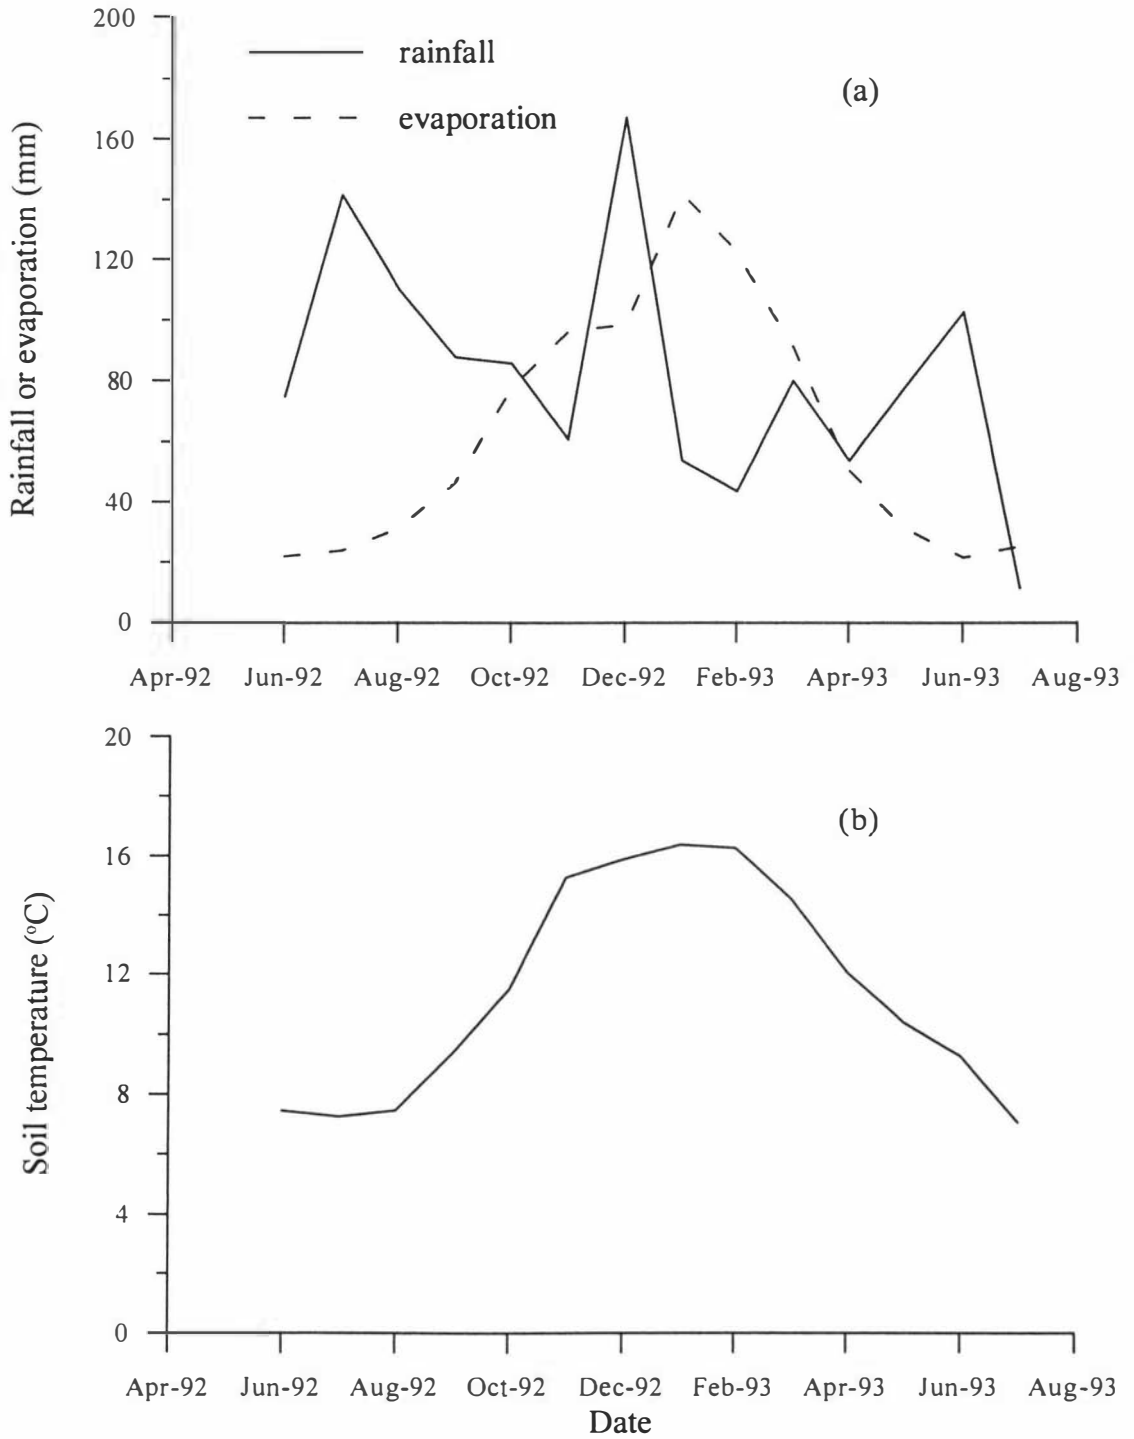 200
rainfall
(a)
evaporation
160
120
80
40
0
Rainfall or evaporation (mm)
Apr-92 Jun-92 Aug-92 Oct-92 Dec-92 Feb-93 Apr-93 Jun-93 Aug-93
20
(b)
16
12
8
4
0
Soil temperature (°C)
Apr-92 Jun-92 Aug-92 Oct-92 Dec-92 Feb-93 Apr-93 Jun-93 Aug-93
Date